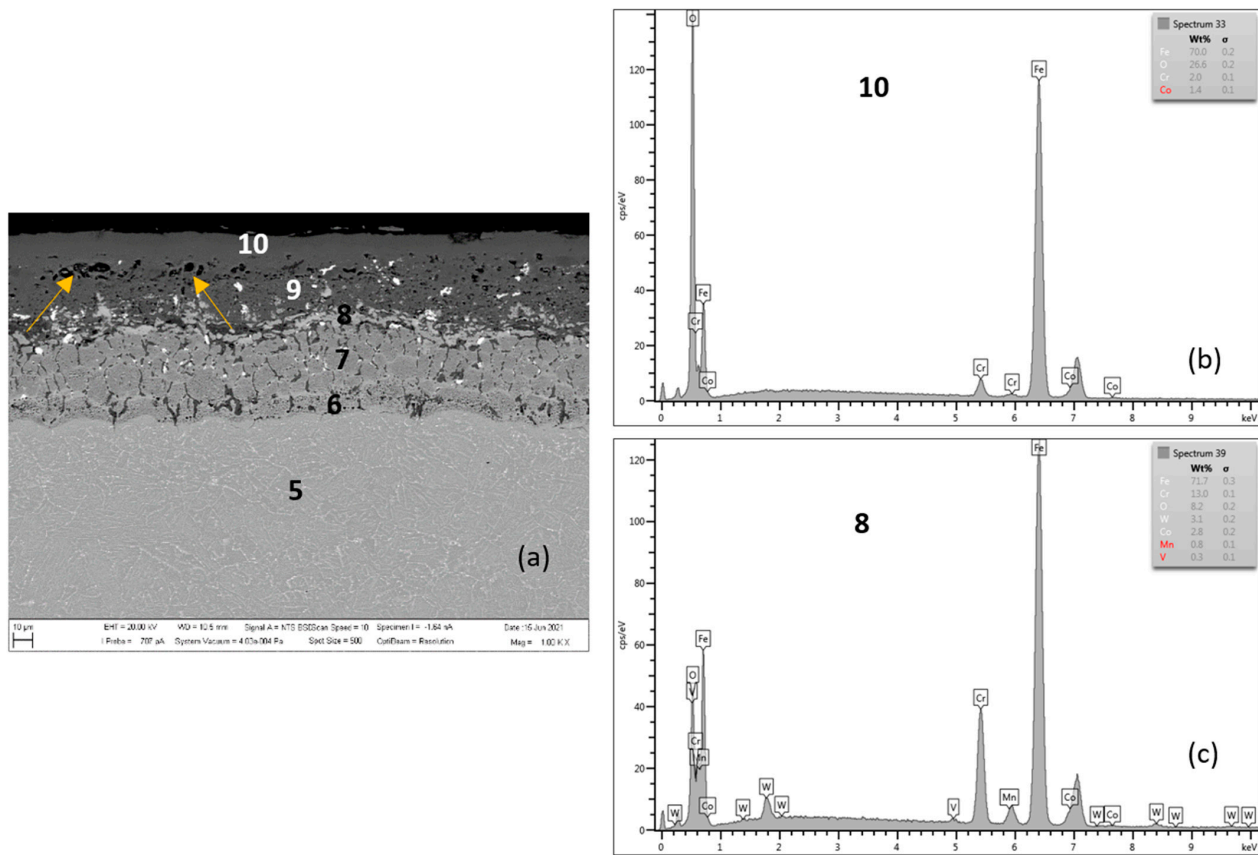 10
9
8
7
6
5
(a)
10 µm
EHT = 20.00 kV WD = 10.5 mm Signal A = NTS BSD Scan Speed = 10 Specimen I = -1.64 nA Date :16 Jun 2021
I Probe = 702 pA System Vacuum = 4.03e-004 Pa Spot Size = 500 OptiBeam = Resolution Mag = 1.00 K X
cps/eV
120
100
80
60
40
20
0
O
Fe
Cr
Co
Cr
Cr
Fe
Co
Co
0 1 2 3 4 5 6 7 8 9 keV
10
(b)
Spectrum 33
Wt% σ
Fe 70.0 0.2
O 26.6 0.2
Cr 2.0 0.1
Co 1.4 0.1
cps/eV
120
100
80
60
40
20
0
W
O
V
Cr
Mn
Fe
Co
W
W
W
V
Cr
Mn
Fe
Co
W
Co
W
W
W
W
0 1 2 3 4 5 6 7 8 9 keV
8
(c)
Spectrum 39
Wt% σ
Fe 71.7 0.3
Cr 13.0 0.1
O 8.2 0.2
W 3.1 0.2
Co 2.8 0.2
Mn 0.8 0.1
V 0.3 0.1